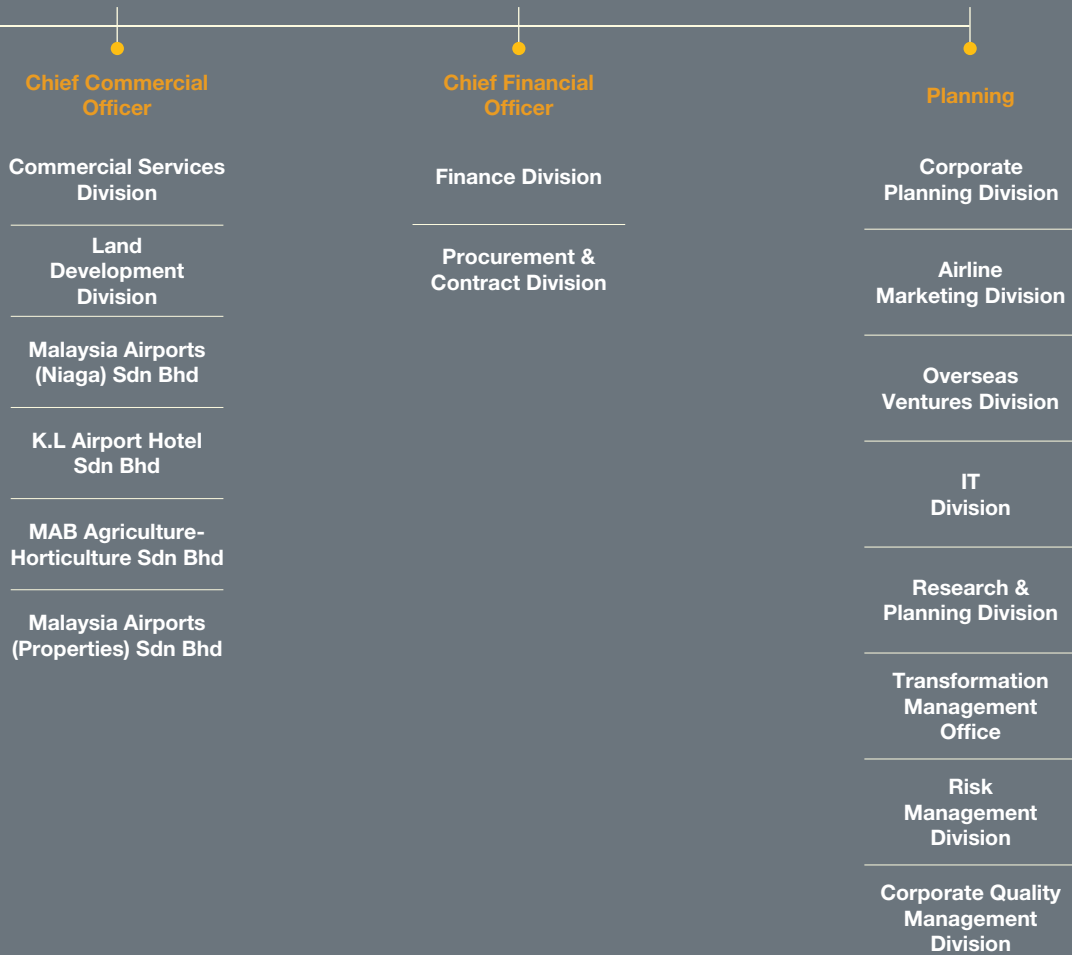 Chief Commercial
Officer
Commercial Services
Division
Land
Development
Division
Malaysia Airports
(Niaga) Sdn Bhd
K.L Airport Hotel
Sdn Bhd
MAB Agriculture-
Horticulture Sdn Bhd
Malaysia Airports
(Properties) Sdn Bhd
Chief Financial
Officer
Finance Division
Procurement &
Contract Division
Planning
Corporate
Planning Division
Airline
Marketing Division
Overseas
Ventures Division
IT
Division
Research &
Planning Division
Transformation
Management
Office
Risk
Management
Division
Corporate Quality
Management
Division